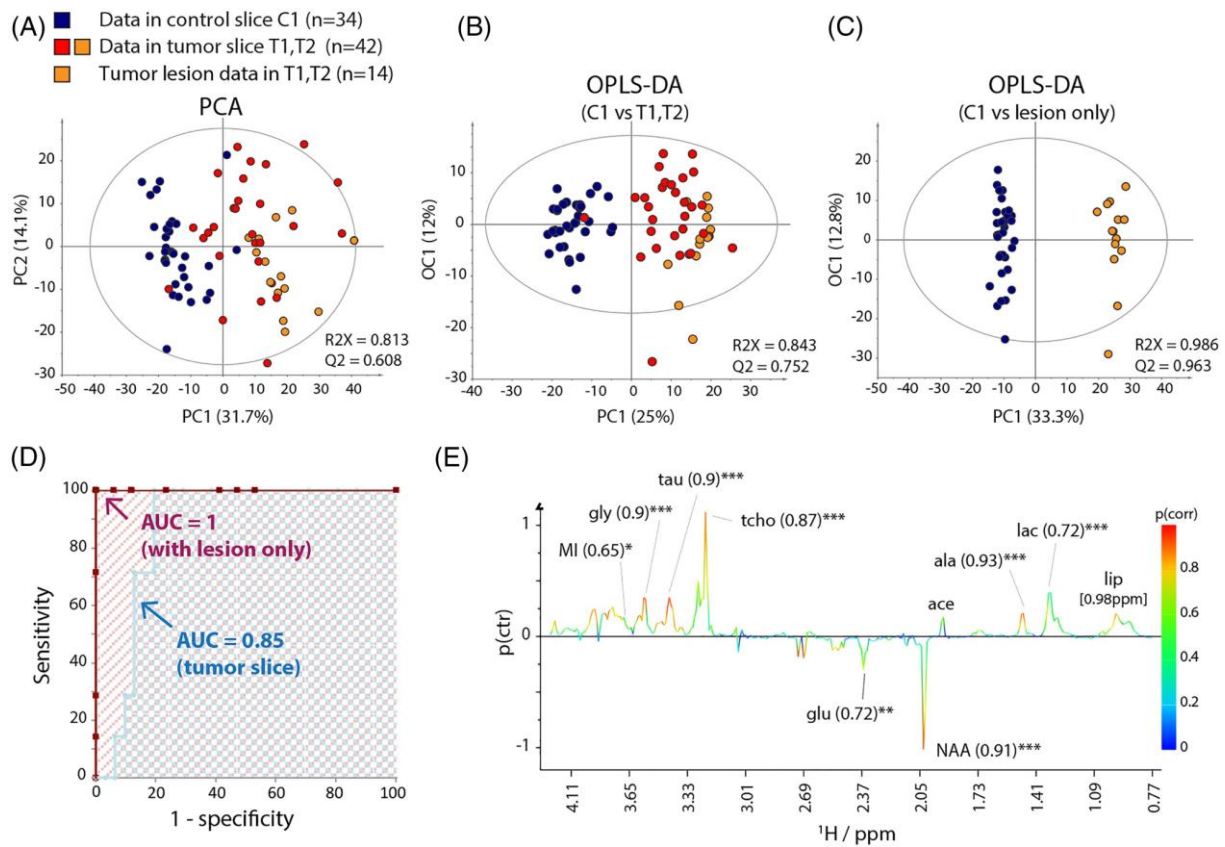 (A)
Data in control slice C1 (n=34)
Data in tumor slice T1,T2 (n=42)
Tumor lesion data in T1,T2 (n=14)
PCA
PC2 (14.1%)
20
10
0
-10
-20
-30
-50 -40 -30 -20 -10 0 10 20 30 40
R2X = 0.813
Q2 = 0.608
PC1 (31.7%)
(B)
OPLS-DA
(C1 vs T1,T2)
OC1 (12%)
10
0
-10
-20
-30
-40 -30 -20 -10 0 10 20 30
R2X = 0.843
Q2 = 0.752
PC1 (25%)
(C)
OPLS-DA
(C1 vs lesion only)
OC1 (12.8%)
20
10
0
-10
-20
-30
-40 -30 -20 -10 0 10 20 30 40
R2X = 0.986
Q2 = 0.963
PC1 (33.3%)
(D)
Sensitivity
100
80
60
40
20
0
AUC = 1
(with lesion only)
AUC = 0.85
(tumor slice)
0 20 40 60 80 100
1 - specificity
(E)
p(ctr)
1
0
-1
MI (0.65)*
gly (0.9)***
tau (0.9)***
tcho (0.87)***
glu (0.72)**
NAA (0.91)***
ace
ala (0.93)***
lac (0.72)***
lip
[0.98ppm]
p(corr)
0.8
0.6
0.4
0.2
0
4.11 3.65 3.33 3.01 2.69 2.37 2.05 1.73 1.41 1.09 0.77
¹H / ppm